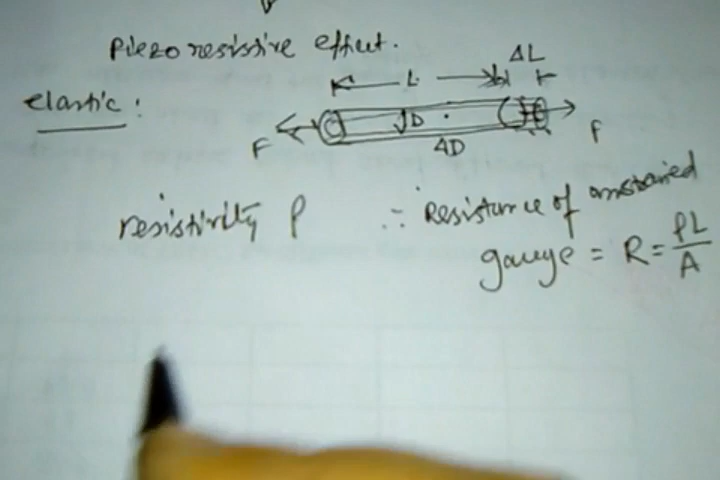 Piezo resistive effect.
ΔL
L
elastic :
D
F
F
ΔD
resistivity ρ ∴ Resistance of unstrained
gauge = R = ρL/A